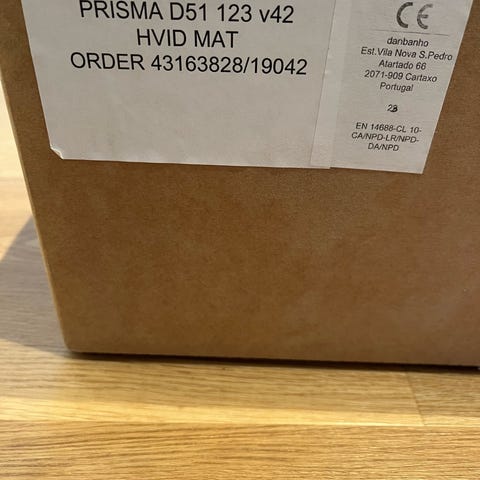 PRISMA D51 123 v42
HVID MAT
ORDER 43163828/19042
CE
danbanho
Est.Vila Nova S.Pedro
Atartado 66
2071-909 Cartaxo
Portugal
EN 14688-CL 10-
CA/NPD-LR/NPD-
DA/NPD